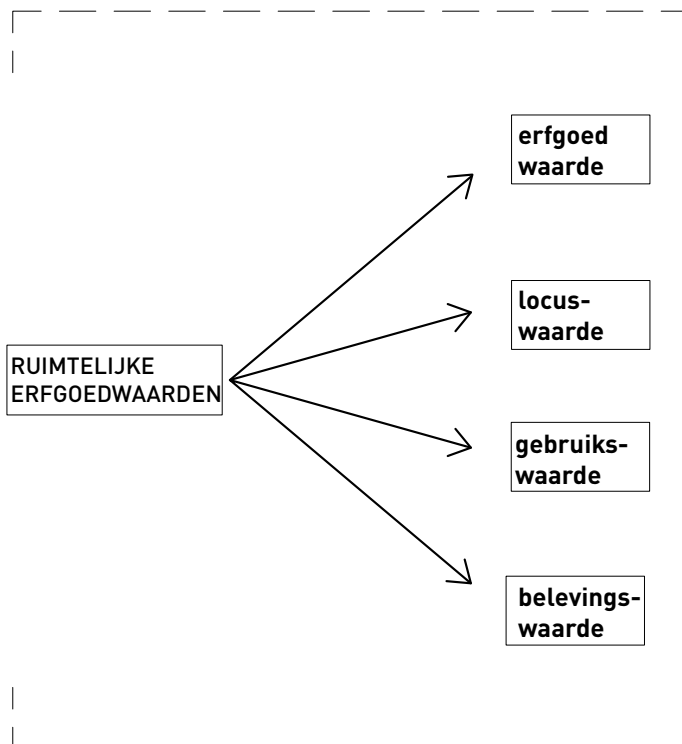 RUIMTELIJKE
ERFGOEDWAARDEN
erfgoed
waarde
locus-
waarde
gebruiks-
waarde
belevings-
waarde